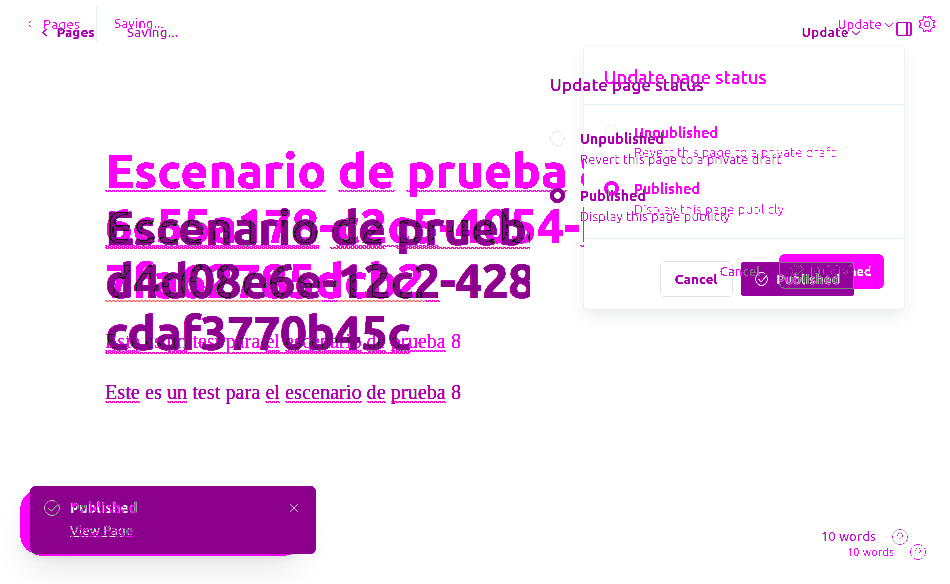 Pages Saving... Update
Pages Saving... Update
Update page status
Update page status
Unpublished
Revert this page to a private draft
Unpublished
Revert this page to a private draft
Published
Display this page publicly
Published
Display this page publicly
Cancel
Cancel Published
Escenario de prueba
Escenario de prueb
d4d08e6e-12c2-428
cdaf3770b45c
Este es un test para el escenario de prueba 8
Este es un test para el escenario de prueba 8
Published
View Page
10 words
10 words